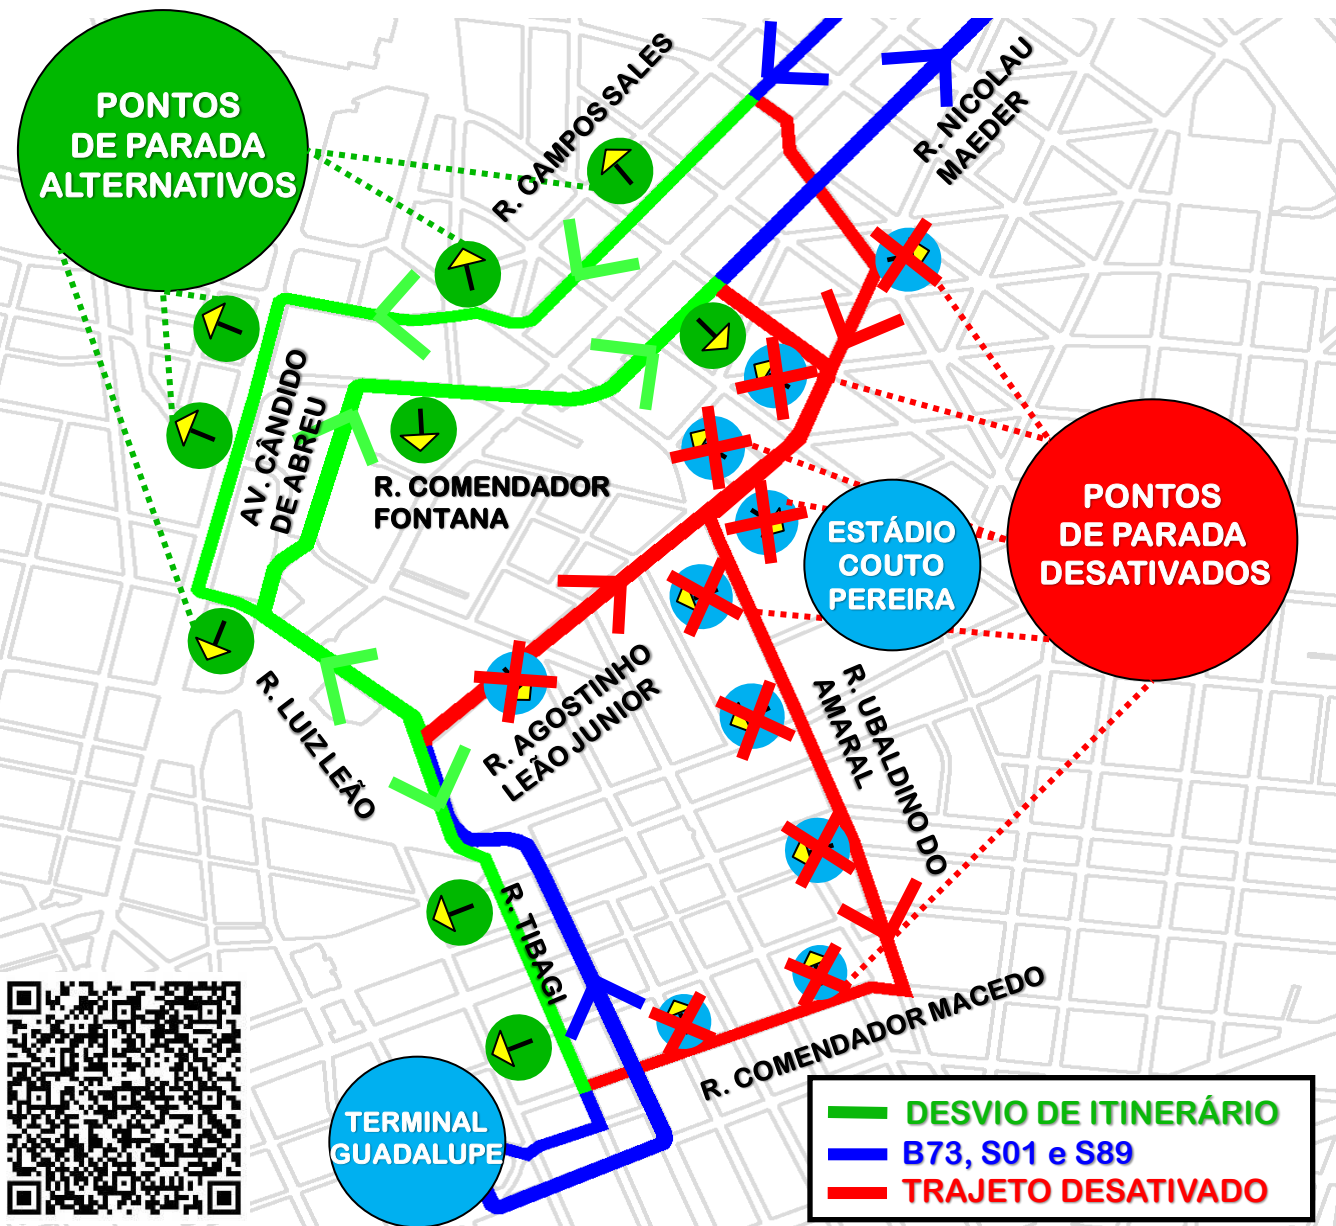 PONTOS
DE PARADA
ALTERNATIVOS
R. CAMPOS SALES
R. NICOLAU
MAEDER
AV. CÂNDIDO
DE ABREU
R. COMENDADOR
FONTANA
PONTOS
DE PARADA
DESATIVADOS
ESTÁDIO
COUTO
PEREIRA
R. LUIZ LEÃO
R. AGOSTINHO
LEÃO JUNIOR
R. UBALDINO DO
AMARAL
R. TIBAGI
R. COMENDADOR MACEDO
TERMINAL
GUADALUPE
DESVIO DE ITINERÁRIO
B73, S01 e S89
TRAJETO DESATIVADO